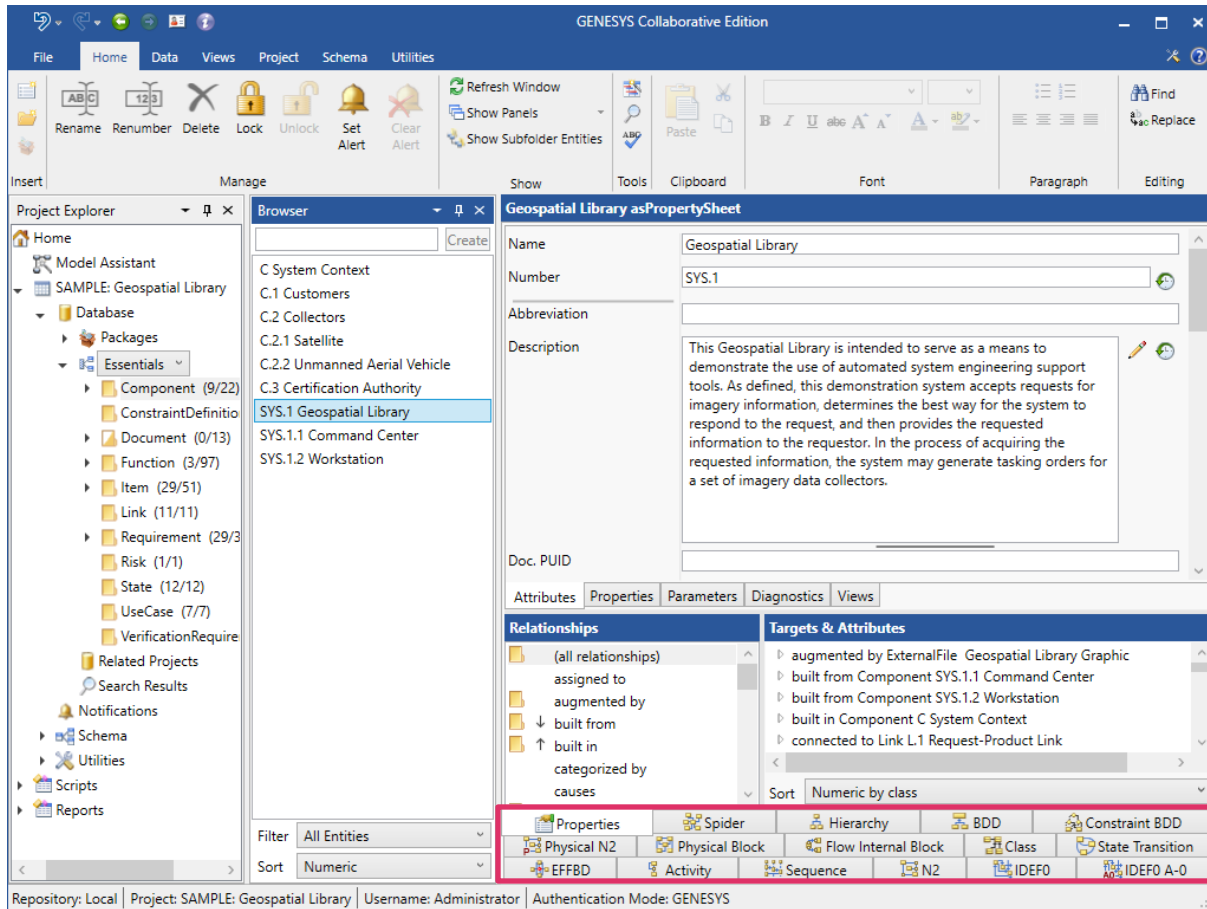 GENESYS Collaborative Edition
File Home Data Views Project Schema Utilities
Rename Renumber Delete Lock Unlock Set Alert Clear Alert
Refresh Window
Show Panels
Show Subfolder Entities
ABC
Paste
B I U abc A A A ab
Find
Replace
Insert Manage Show Tools Clipboard Font Paragraph Editing
Project Explorer
Home
Model Assistant
SAMPLE: Geospatial Library
Database
Packages
Essentials
Component (9/22)
ConstraintDefinitio
Document (0/13)
Function (3/97)
Item (29/51)
Link (11/11)
Requirement (29/3
Risk (1/1)
State (12/12)
UseCase (7/7)
VerificationRequire
Related Projects
Search Results
Notifications
Schema
Utilities
Scripts
Reports
Browser
Create
C System Context
C.1 Customers
C.2 Collectors
C.2.1 Satellite
C.2.2 Unmanned Aerial Vehicle
C.3 Certification Authority
SYS.1 Geospatial Library
SYS.1.1 Command Center
SYS.1.2 Workstation
Filter All Entities
Sort Numeric
Geospatial Library asPropertySheet
Name Geospatial Library
Number SYS.1
Abbreviation
Description
This Geospatial Library is intended to serve as a means to
demonstrate the use of automated system engineering support
tools. As defined, this demonstration system accepts requests for
imagery information, determines the best way for the system to
respond to the request, and then provides the requested
information to the requestor. In the process of acquiring the
requested information, the system may generate tasking orders for
a set of imagery data collectors.
Doc. PUID
Attributes Properties Parameters Diagnostics Views
Relationships
(all relationships)
assigned to
augmented by
built from
built in
categorized by
causes
Targets & Attributes
augmented by ExternalFile Geospatial Library Graphic
built from Component SYS.1.1 Command Center
built from Component SYS.1.2 Workstation
built in Component C System Context
connected to Link L.1 Request-Product Link
Sort Numeric by class
Properties Spider Hierarchy BDD Constraint BDD
Physical N2 Physical Block Flow Internal Block Class State Transition
EFFBD Activity Sequence N2 IDEF0 IDEF0 A-0
Repository: Local Project: SAMPLE: Geospatial Library Username: Administrator Authentication Mode: GENESYS